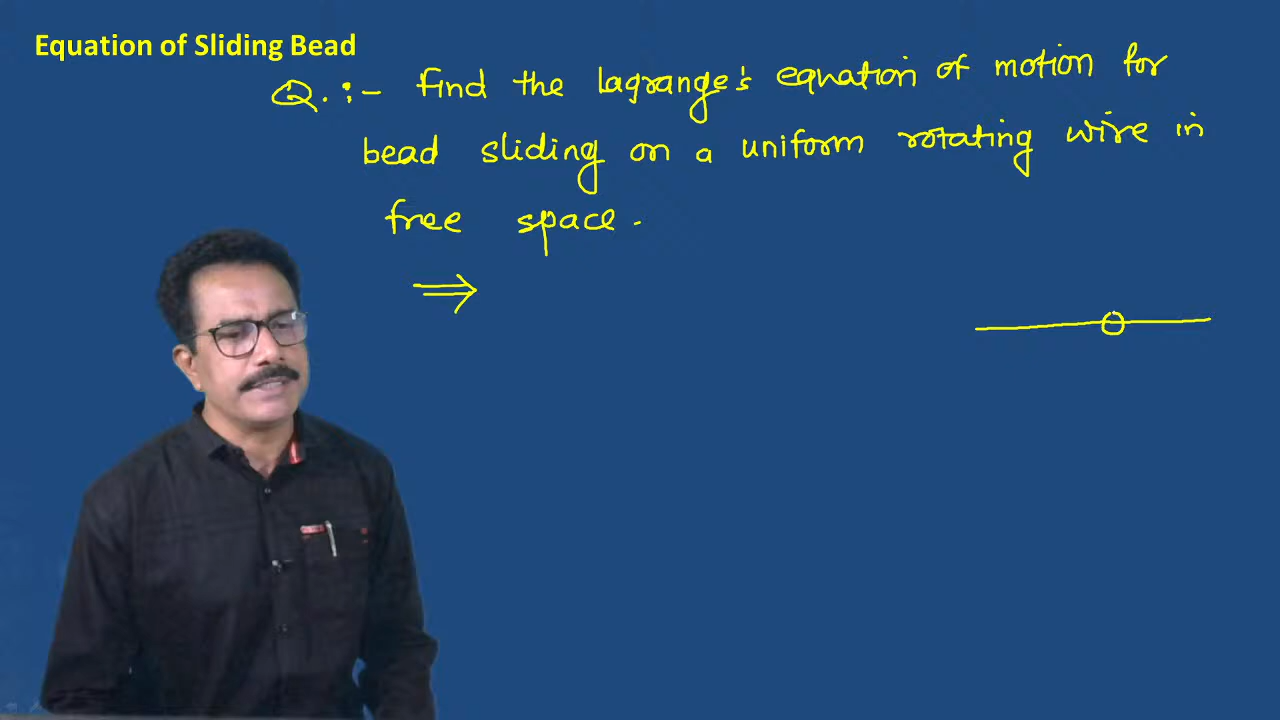 Equation of Sliding Bead
Q. :- Find the Lagrange's equation of motion for
bead sliding on a uniform rotating wire in
free space.
⇒